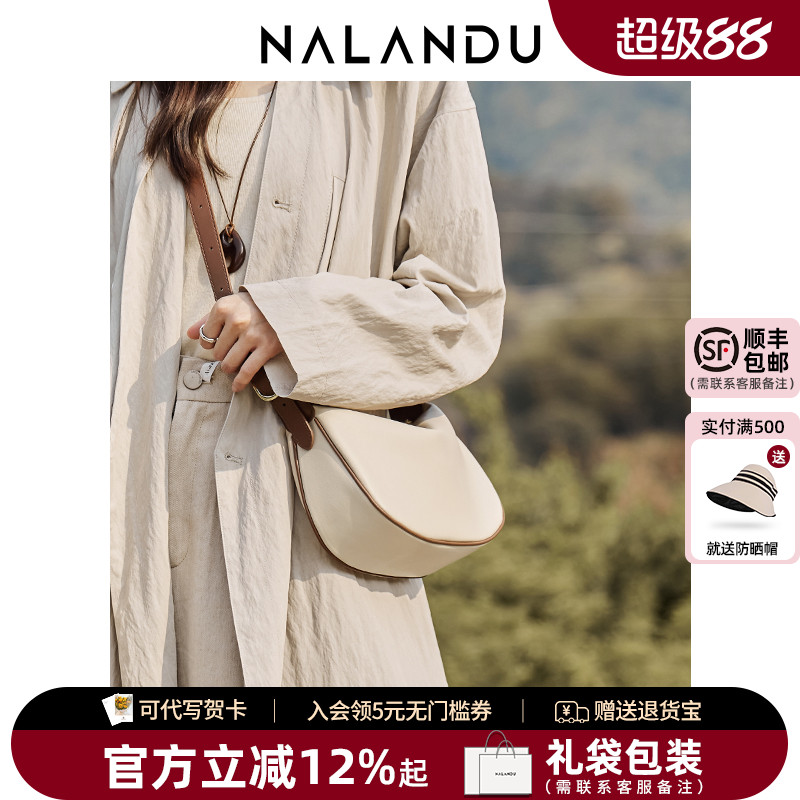 NALANDU
超级88
SF
顺丰
包邮
(需联系客服备注)
实付满500
送
就送防晒帽
可代写贺卡
入会领5元无门槛券
赠送退货宝
官方立减12%起
NALANDU
礼袋包装
(需联系客服备注)